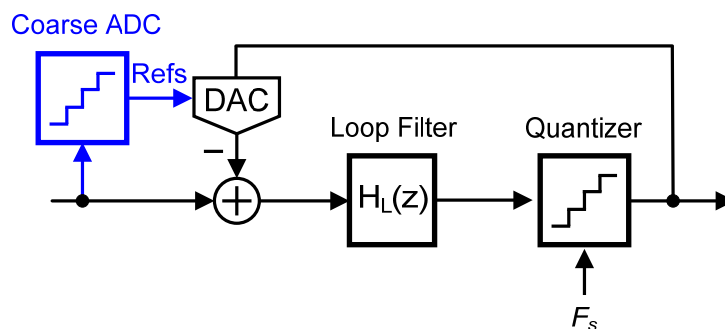 Coarse ADC
Refs
DAC
−
Loop Filter
Quantizer
+
H_L(z)
F_s